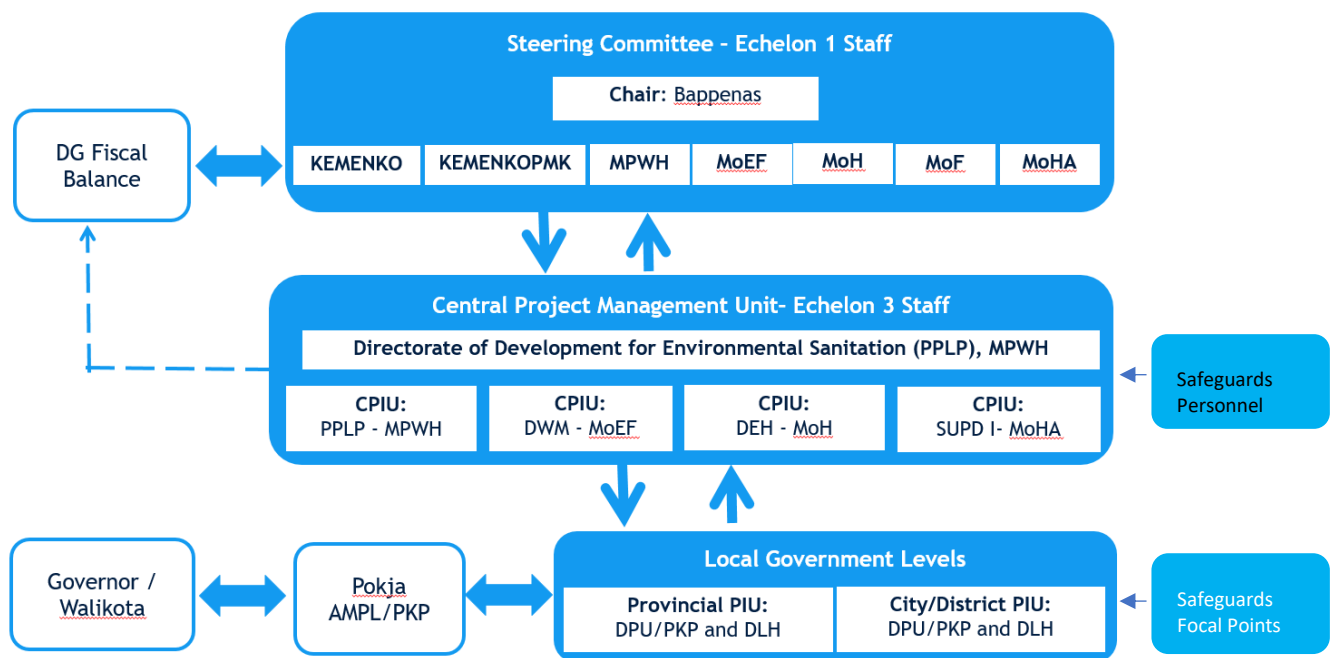 Steering Committee – Echelon 1 Staff
Chair: Bappenas
DG Fiscal
Balance
KEMENKO
KEMENKOPMK
MPWH
MoEF
MoH
MoF
MoHA
Central Project Management Unit– Echelon 3 Staff
Directorate of Development for Environmental Sanitation (PPLP), MPWH
CPIU:
PPLP - MPWH
CPIU:
DWM - MoEF
CPIU:
DEH - MoH
CPIU:
SUPD I- MoHA
Safeguards
Personnel
Governor /
Walikota
Pokja
AMPL/PKP
Local Government Levels
Provincial PIU:
DPU/PKP and DLH
City/District PIU:
DPU/PKP and DLH
Safeguards
Focal Points